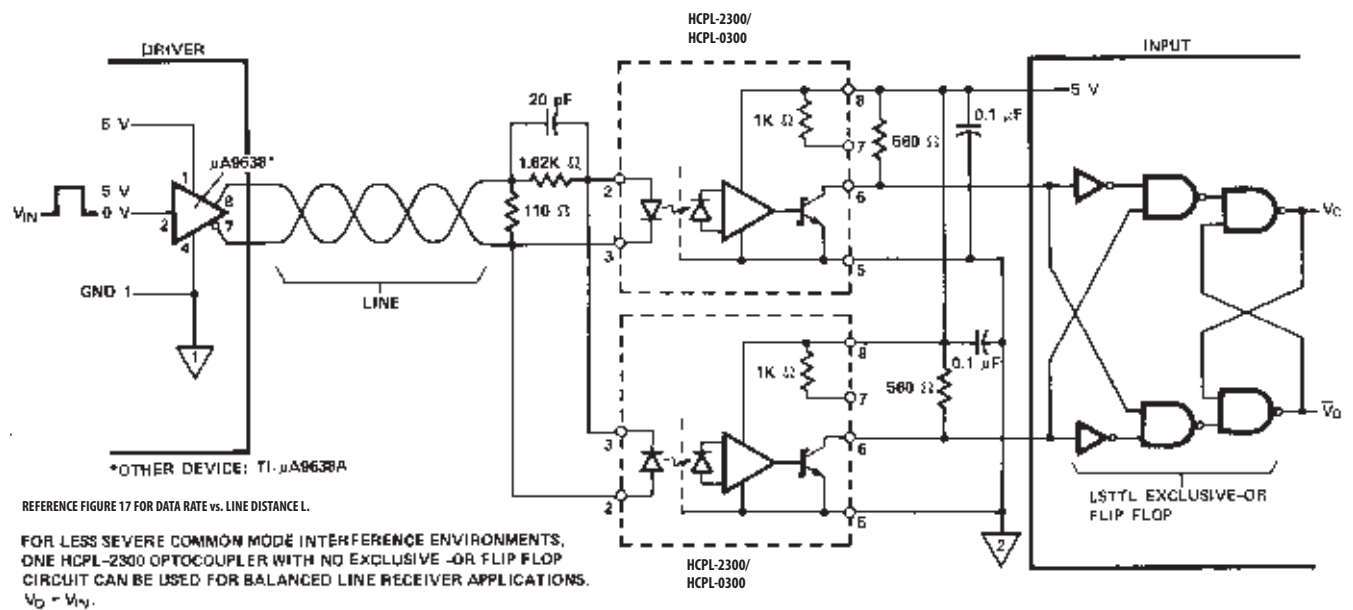 HCPL-2300/
HCPL-0300
DRIVER
INPUT
20 pF
8
5 V
5 V
1K Ω
0.1 μF
560 Ω
μA9638*
1.62K Ω
7
1
2
6
5 V
8
VIN
0 V
110 Ω
VO
2
7
4
3
5
GND 1
LINE
1
8
0.1 μF
1K Ω
560 Ω
7
V̅O
3
6
*OTHER DEVICE: TI-μA9638A
LSTTL EXCLUSIVE-OR
FLIP FLOP
REFERENCE FIGURE 17 FOR DATA RATE vs. LINE DISTANCE L.
2
5
2
FOR LESS SEVERE COMMON MODE INTERFERENCE ENVIRONMENTS,
ONE HCPL-2300 OPTOCOUPLER WITH NO EXCLUSIVE -OR FLIP FLOP
CIRCUIT CAN BE USED FOR BALANCED LINE RECEIVER APPLICATIONS.
VO = VIN.
HCPL-2300/
HCPL-0300